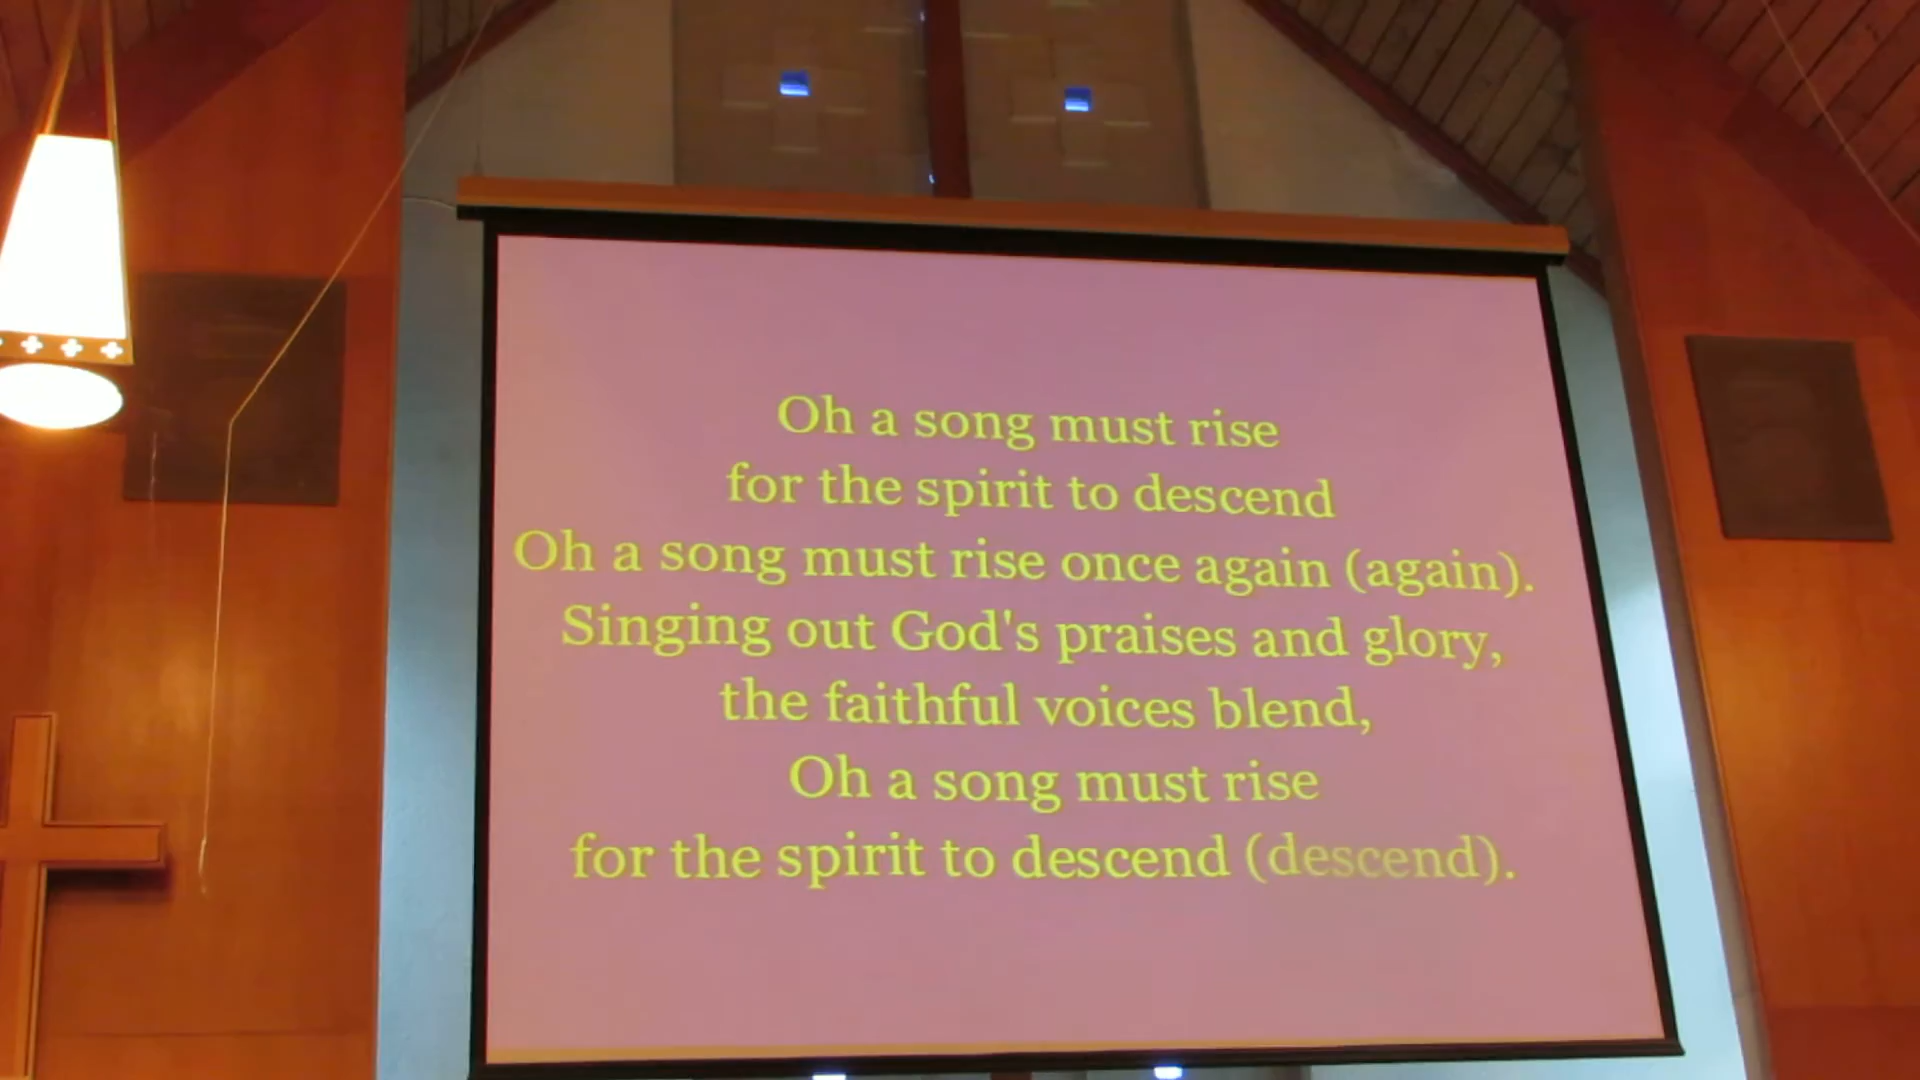 Oh a song must rise
for the spirit to descend
Oh a song must rise once again (again).
Singing out God's praises and glory,
the faithful voices blend,
Oh a song must rise
for the spirit to descend (descend).